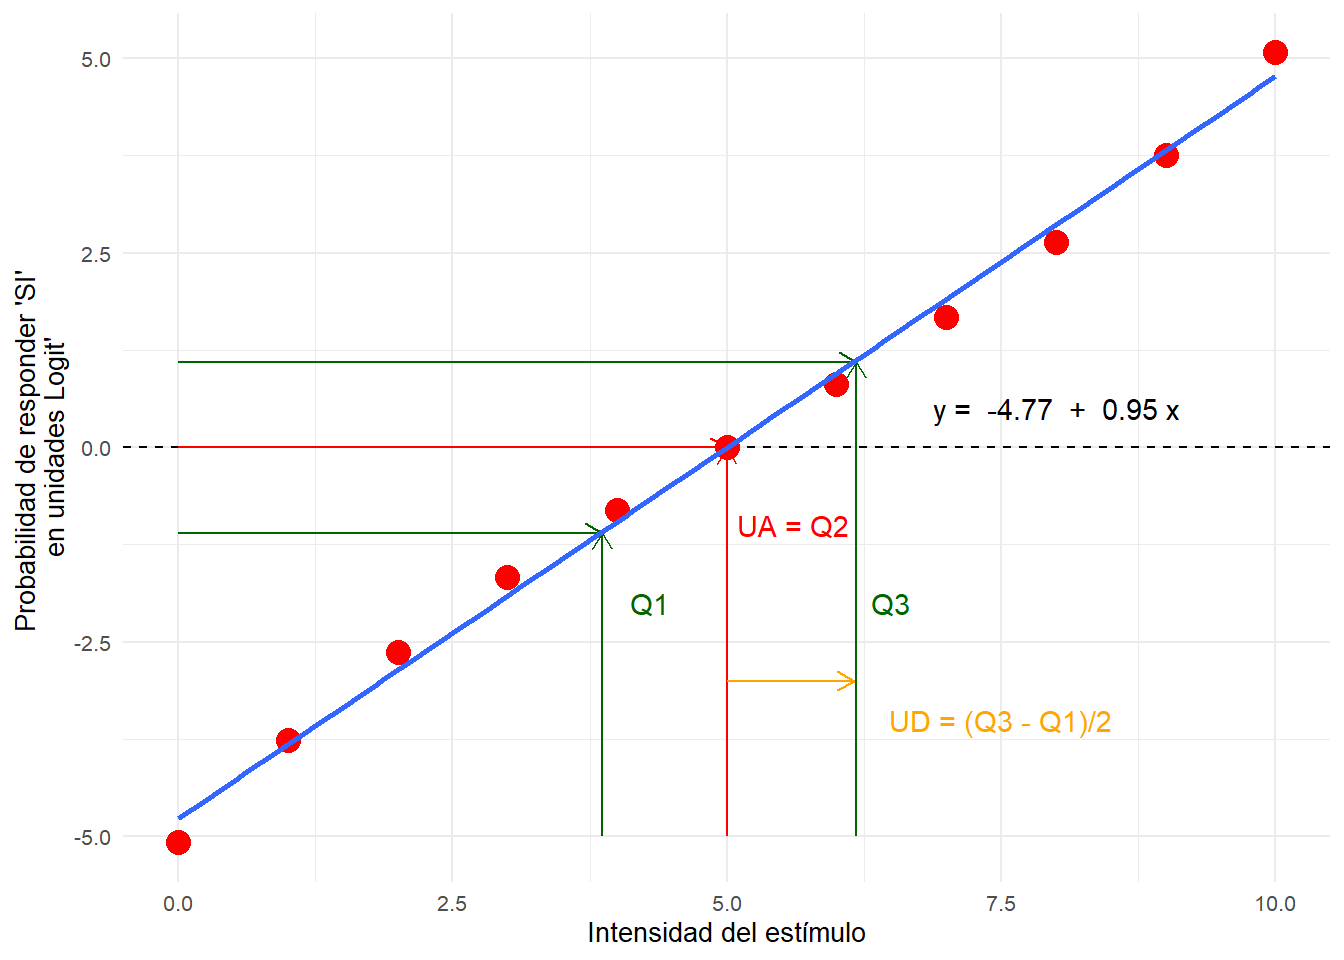 Probabilidad de responder 'SI'
en unidades Logit'
5.0
2.5
0.0
-2.5
-5.0
y =  -4.77  +  0.95 x
UA = Q2
Q1
Q3
UD = (Q3 - Q1)/2
0.0
2.5
5.0
7.5
10.0
Intensidad del estímulo